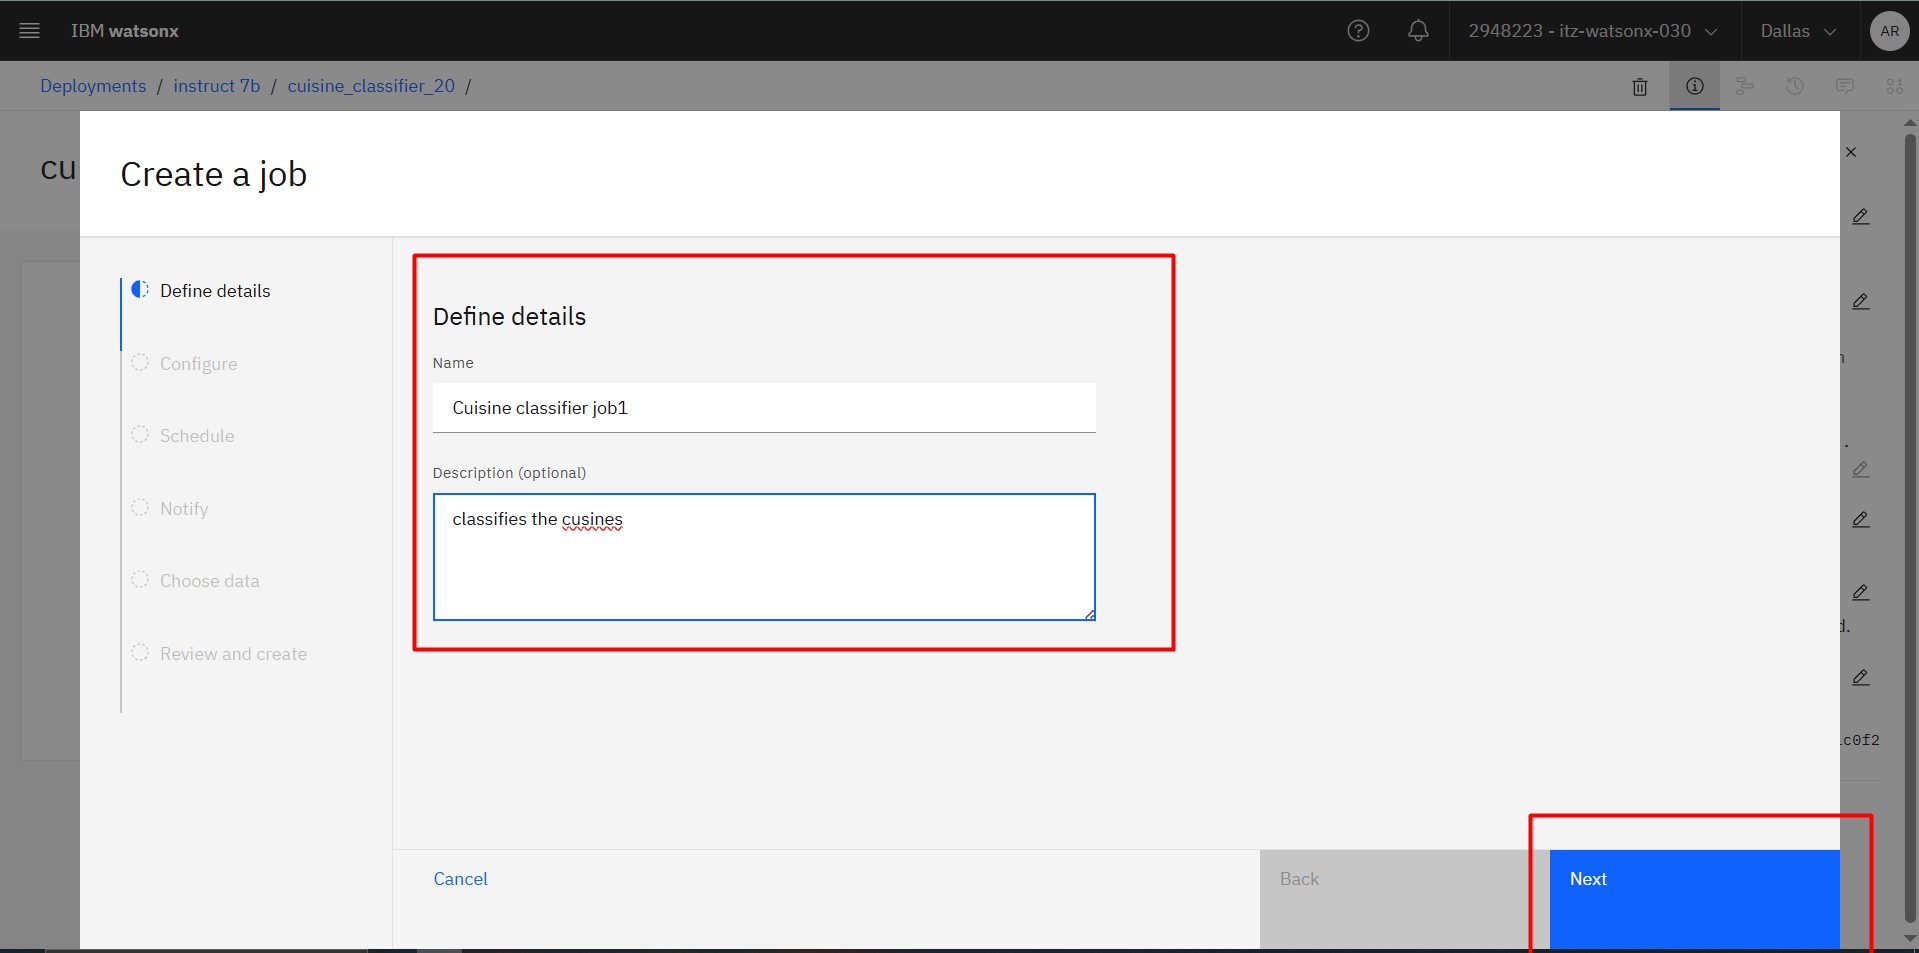 IBM watsonx
2948223 - itz-watsonx-030
Dallas
AR
Deployments / instruct 7b / cuisine_classifier_20 /
cu
Create a job
Define details
Configure
Schedule
Notify
Choose data
Review and create
Define details
Name
Cuisine classifier job1
Description (optional)
classifies the cusines
d.
c0f2
Cancel
Back
Next